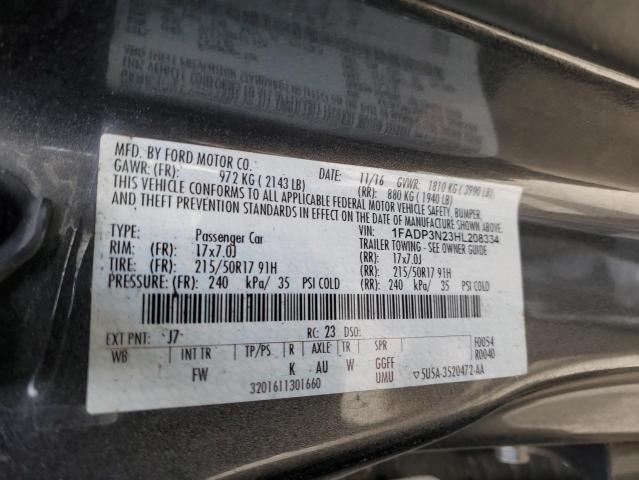 MFD. BY FORD MOTOR CO.
DATE: 11/16 GVWR: 1810 KG ( 3990 LB)
GAWR: (FR): 972 KG ( 2143 LB) (RR): 880 KG ( 1940 LB)
THIS VEHICLE CONFORMS TO ALL APPLICABLE FEDERAL MOTOR VEHICLE SAFETY, BUMPER,
AND THEFT PREVENTION STANDARDS IN EFFECT ON THE DATE OF MANUFACTURE SHOWN ABOVE.
VIN: 1FADP3N23HL208334
TYPE: Passenger Car TRAILER TOWING - SEE OWNER GUIDE
RIM: (FR): 17x7.0J (RR): 17x7.0J
TIRE: (FR): 215/50R17 91H (RR): 215/50R17 91H
PRESSURE: (FR): 240 kPa/ 35 PSI COLD (RR): 240 kPa/ 35 PSI COLD
EXT PNT: J7 RC: 23 DSO: F0054
WB INT TR TP/PS R AXLE TR SPR R0040
FW K AU W GGFF
UMU
3201611301660 ▽5U5A-3520472-AA